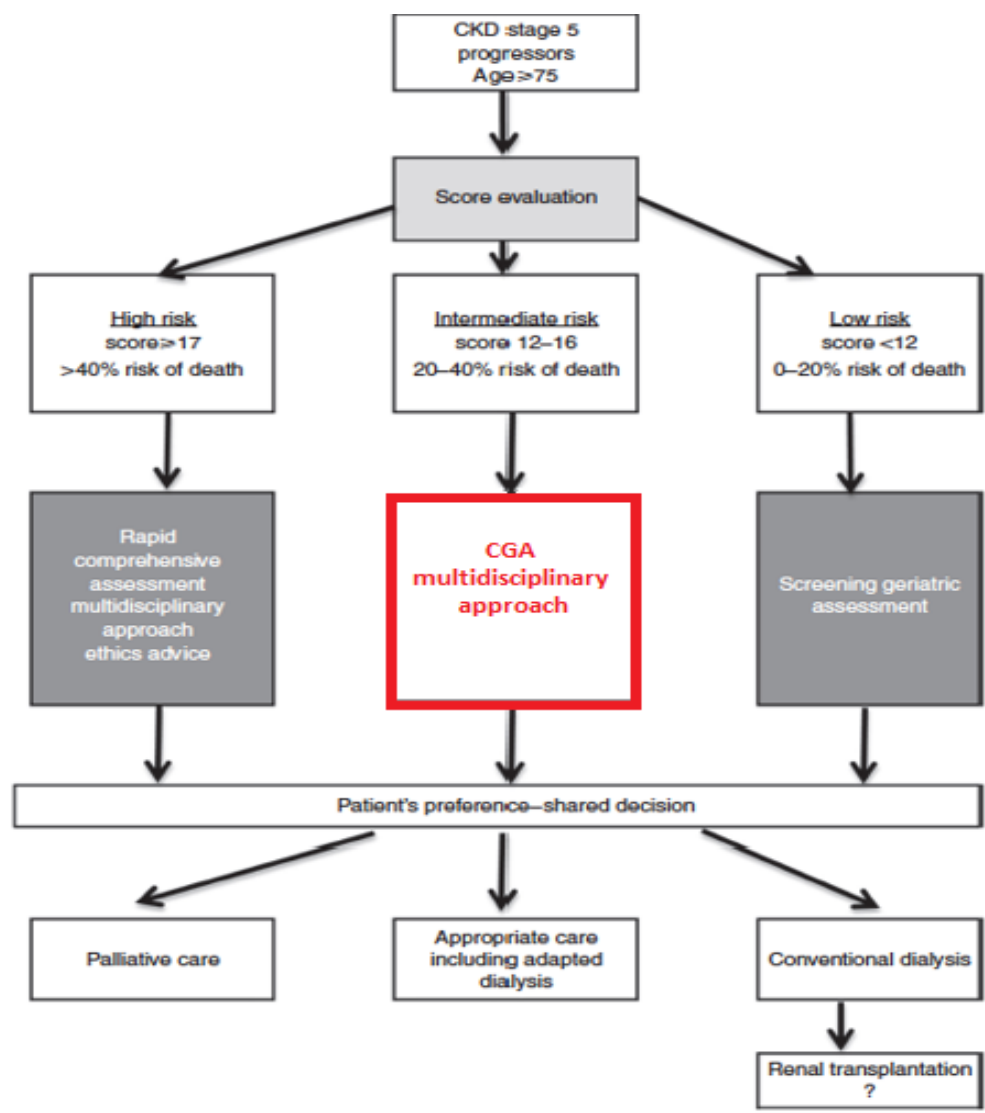 CKD stage 5
progressors
Age>75
Score evaluation
High risk
score>17
>40% risk of death
Intermediate risk
score 12–16
20–40% risk of death
Low risk
score <12
0–20% risk of death
Rapid
comprehensive
assessment
multidisciplinary
approach
ethics advice
CGA
multidisciplinary
approach
Screening geriatric
assessment
Patient's preference–shared decision
Palliative care
Appropriate care
including adapted
dialysis
Conventional dialysis
Renal transplantation
?